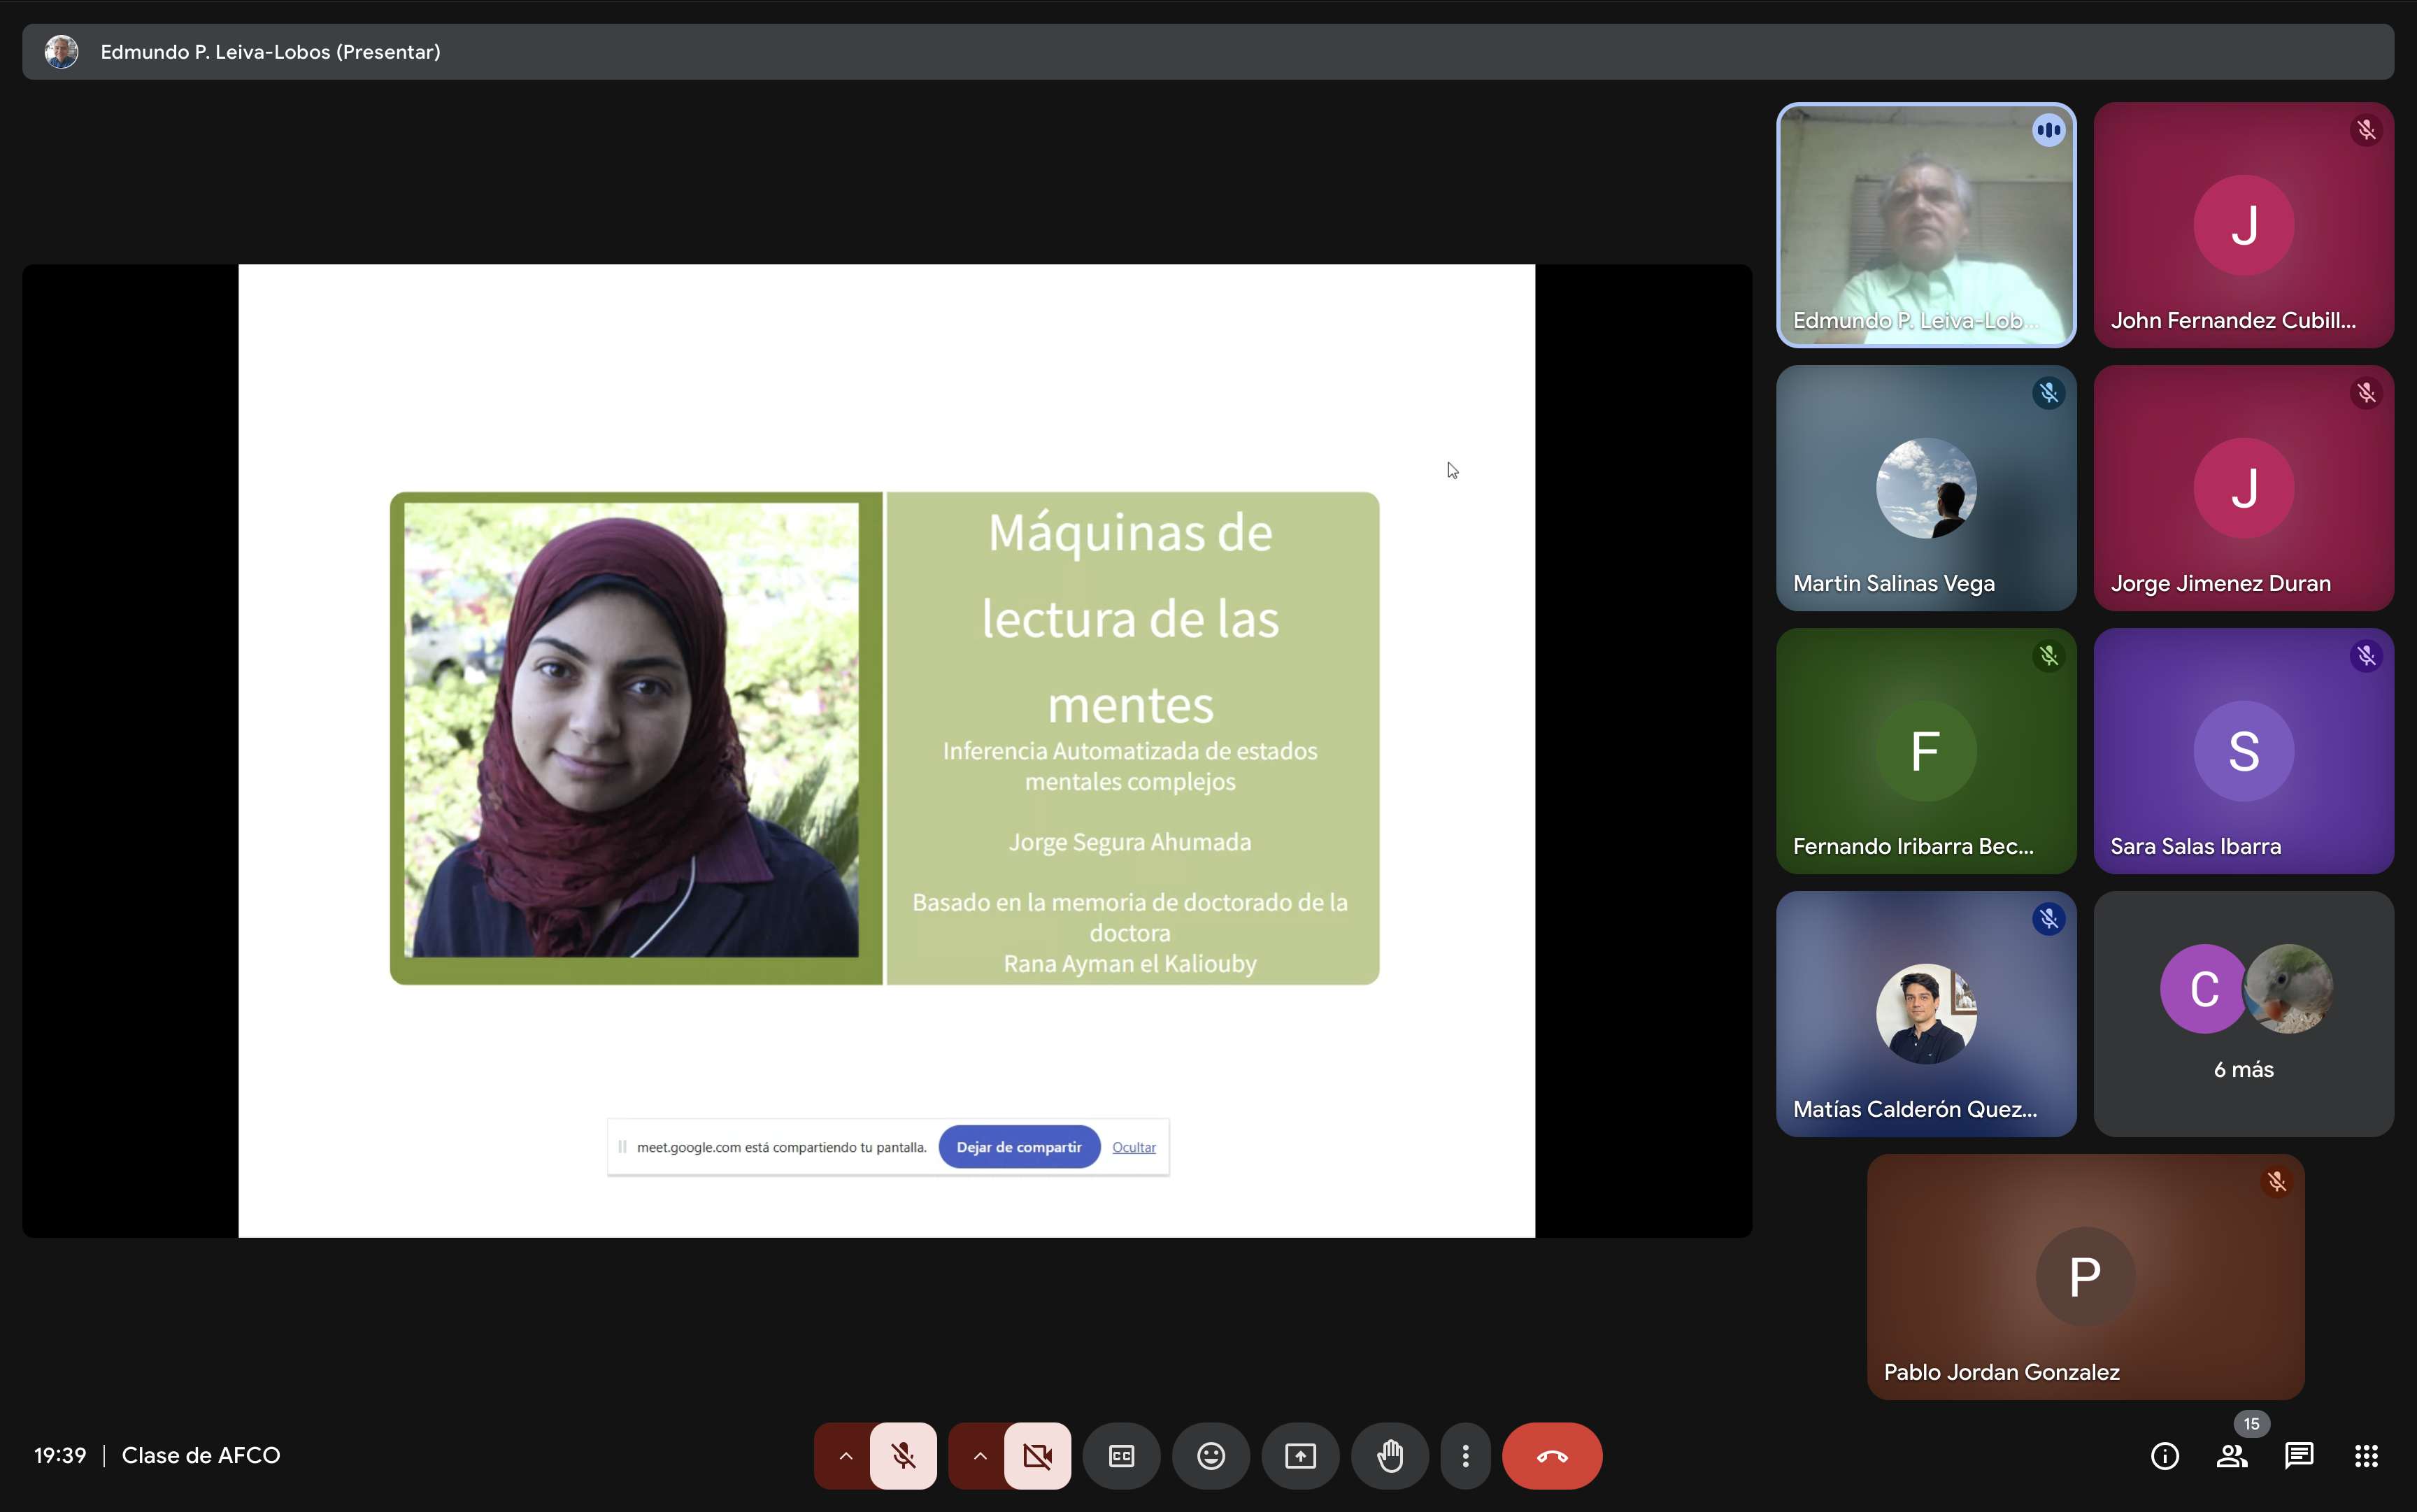 Edmundo P. Leiva-Lobos (Presentar)
Máquinas de
lectura de las
mentes
Inferencia Automatizada de estados
mentales complejos
Jorge Segura Ahumada
Basado en la memoria de doctorado de la
doctora
Rana Ayman el Kaliouby
meet.google.com está compartiendo tu pantalla.
Dejar de compartir
Ocultar
Edmundo P. Leiva-Lob...
J
John Fernandez Cubill...
Martin Salinas Vega
J
Jorge Jimenez Duran
F
Fernando Iribarra Bec...
S
Sara Salas Ibarra
Matías Calderón Quez...
C
6 más
P
Pablo Jordan Gonzalez
19:39 | Clase de AFCO
CC
15